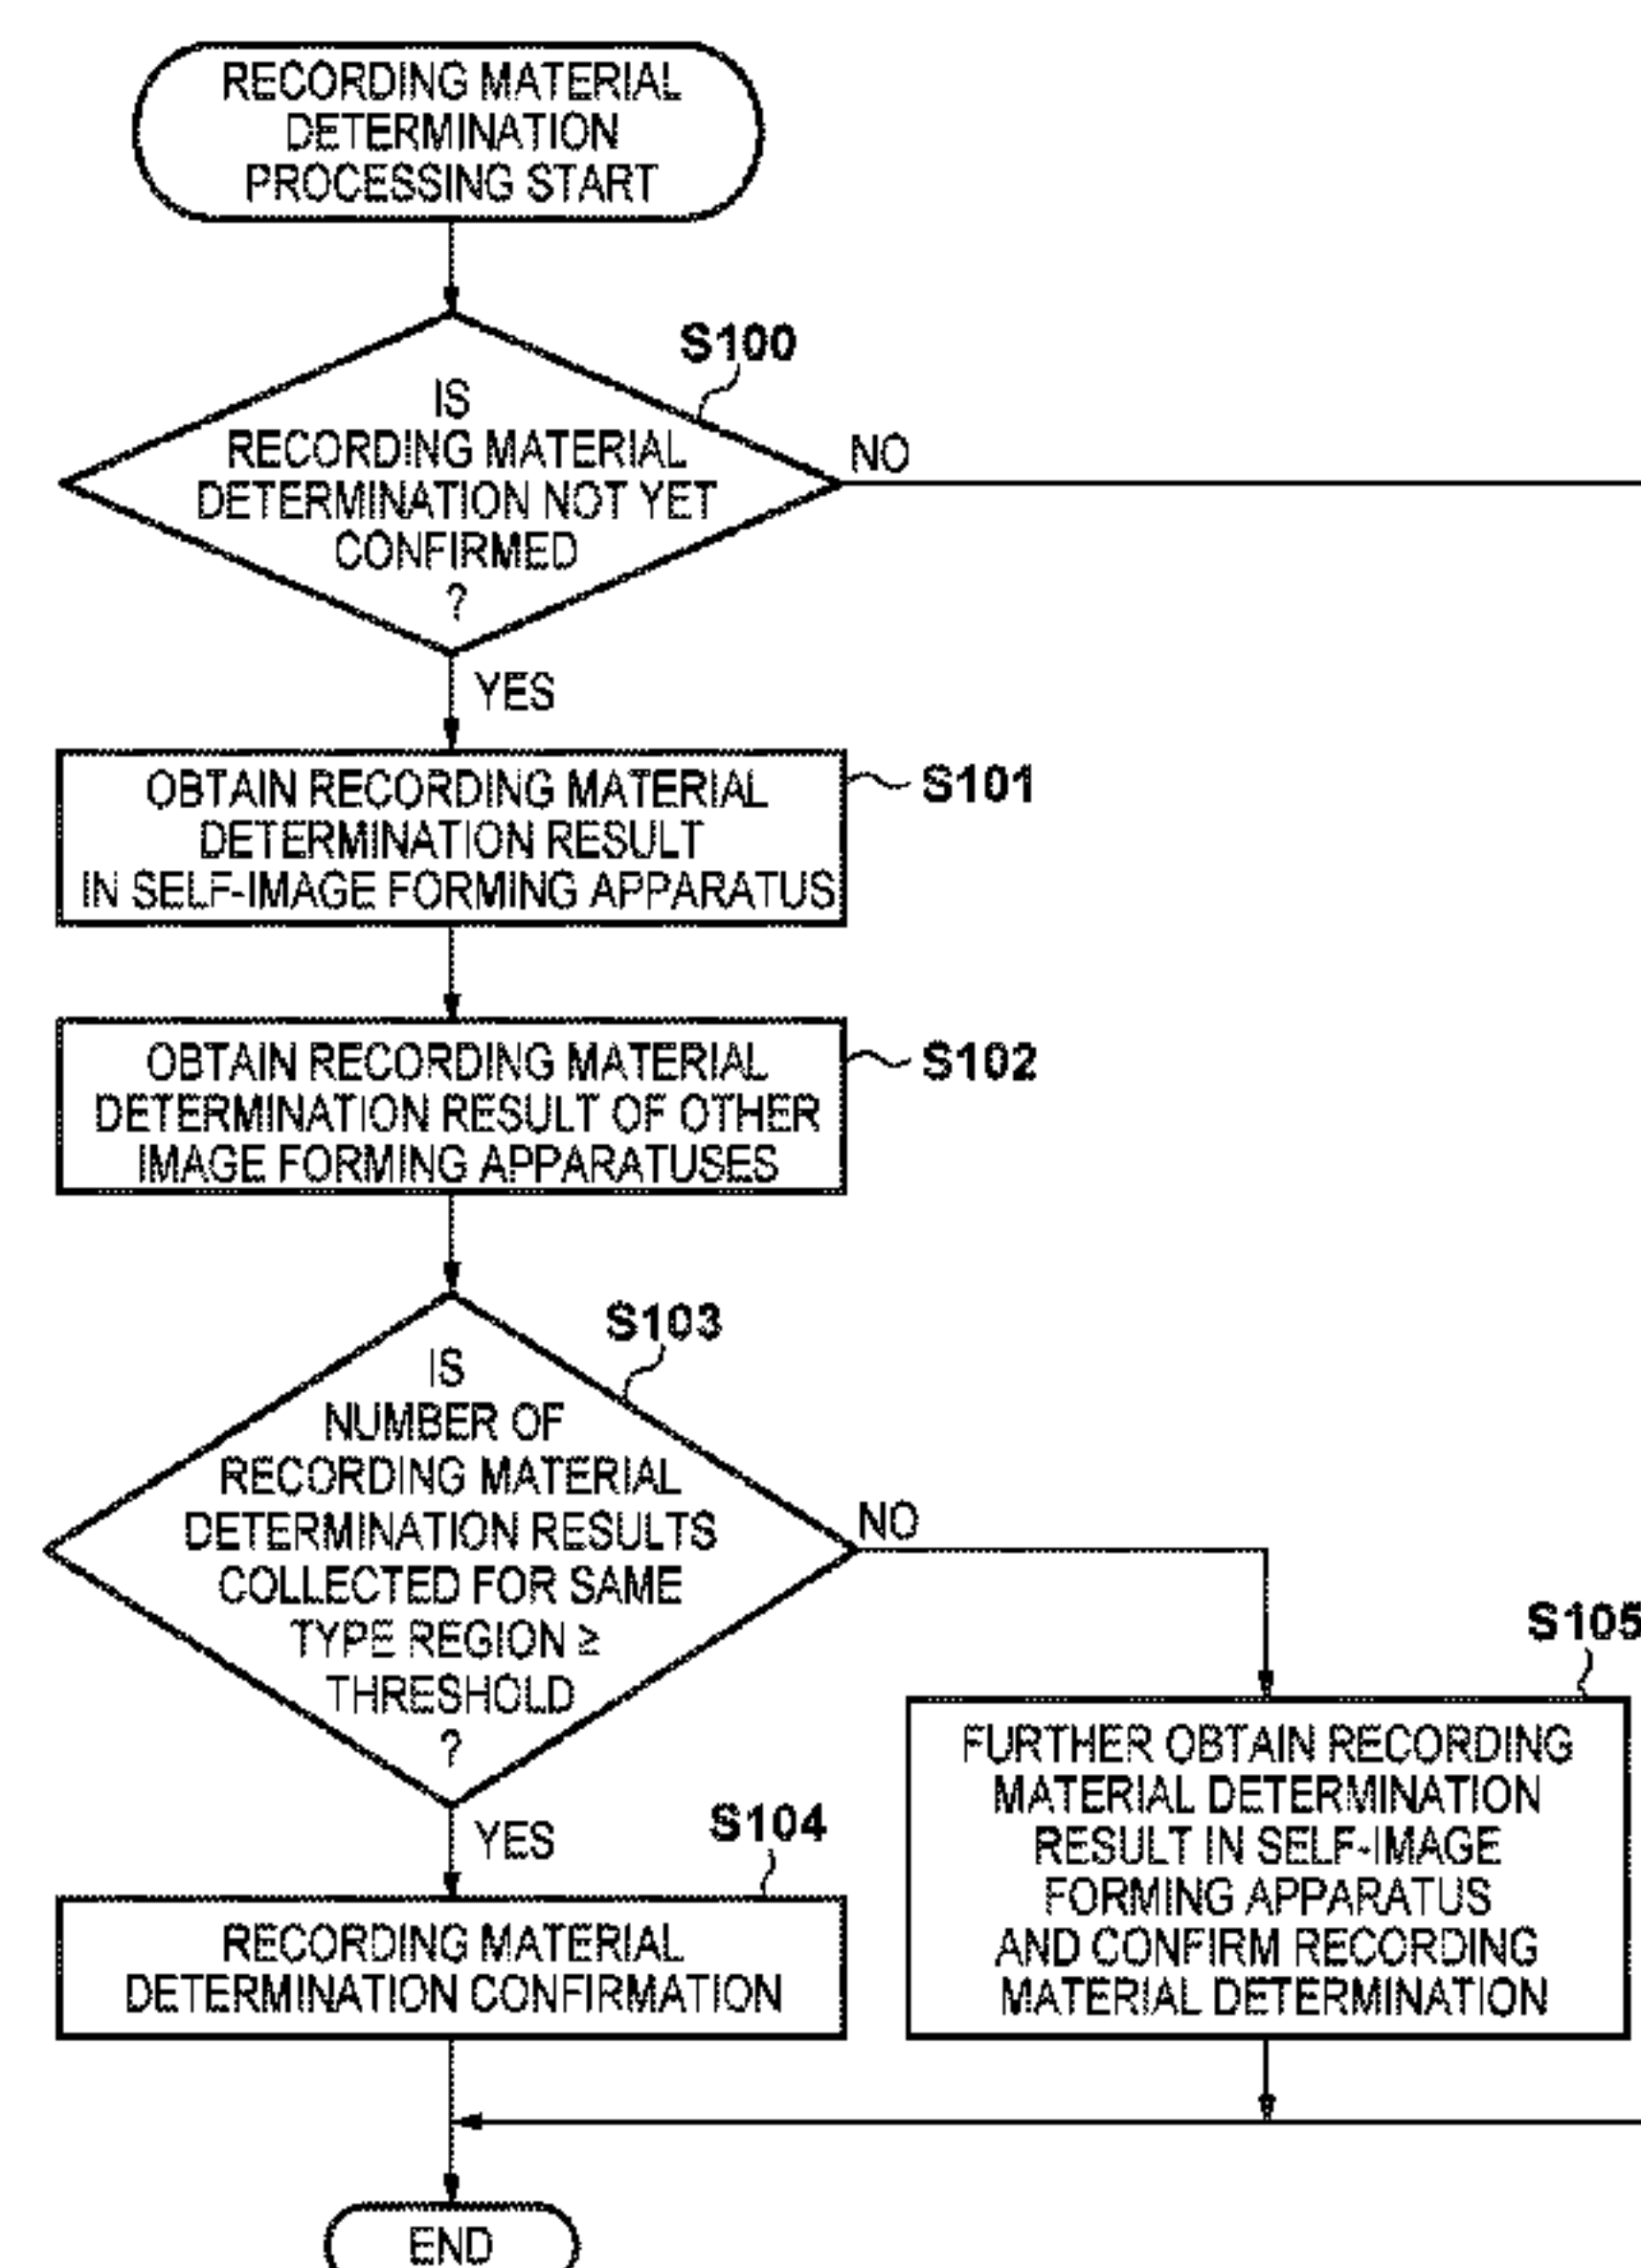 RECORDING MATERIAL
DETERMINATION
PROCESSING START
S100
IS
RECORDING MATERIAL
DETERMINATION NOT YET
CONFIRMED
?
NO
YES
OBTAIN RECORDING MATERIAL
DETERMINATION RESULT
IN SELF-IMAGE FORMING APPARATUS
S101
OBTAIN RECORDING MATERIAL
DETERMINATION RESULT OF OTHER
IMAGE FORMING APPARATUSES
S102
S103
IS
NUMBER OF
RECORDING MATERIAL
DETERMINATION RESULTS
COLLECTED FOR SAME
TYPE REGION ≥
THRESHOLD
?
NO
YES
S104
RECORDING MATERIAL
DETERMINATION CONFIRMATION
S105
FURTHER OBTAIN RECORDING
MATERIAL DETERMINATION
RESULT IN SELF-IMAGE
FORMING APPARATUS
AND CONFIRM RECORDING
MATERIAL DETERMINATION
END